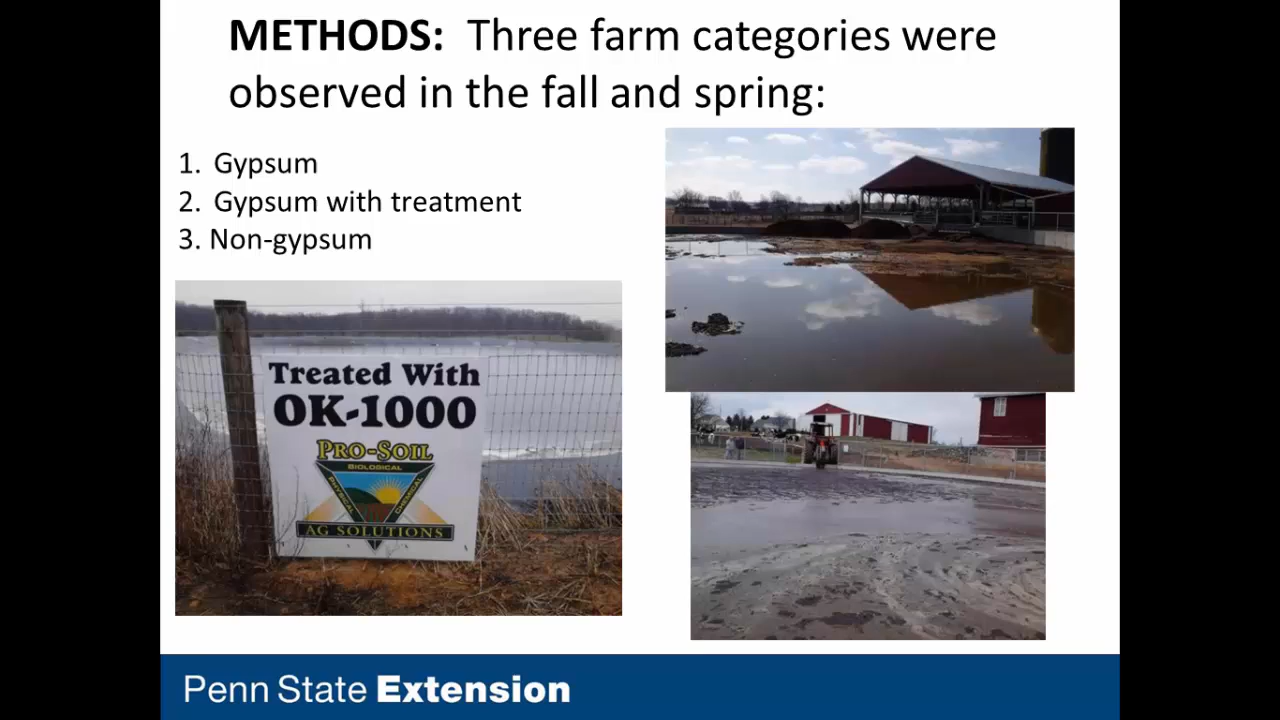 METHODS: Three farm categories were
observed in the fall and spring:
1. Gypsum
2. Gypsum with treatment
3. Non-gypsum
Treated With
OK-1000
PRO-SOIL
BIOLOGICAL
PHYSICAL
CHEMICAL
AG SOLUTIONS
Penn State Extension